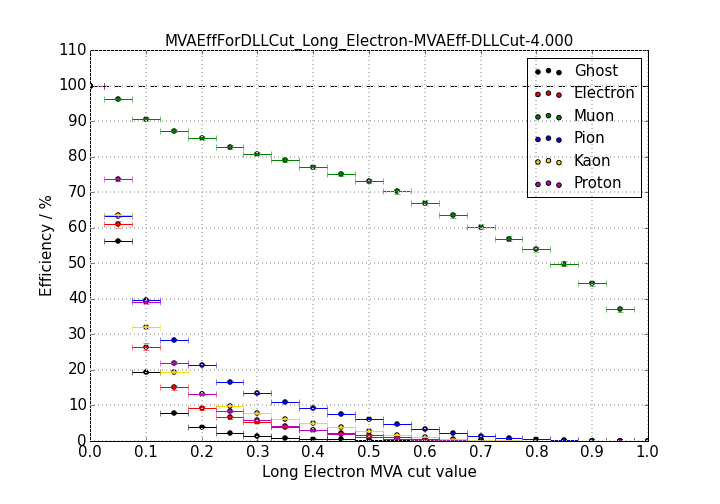 MVAEffForDLLCut_Long_Electron-MVAEff-DLLCut-4.000
110
100
90
80
70
60
50
40
30
20
10
0
Efficiency / %
Ghost
Electron
Muon
Pion
Kaon
Proton
0.0 0.1 0.2 0.3 0.4 0.5 0.6 0.7 0.8 0.9 1.0
Long Electron MVA cut value